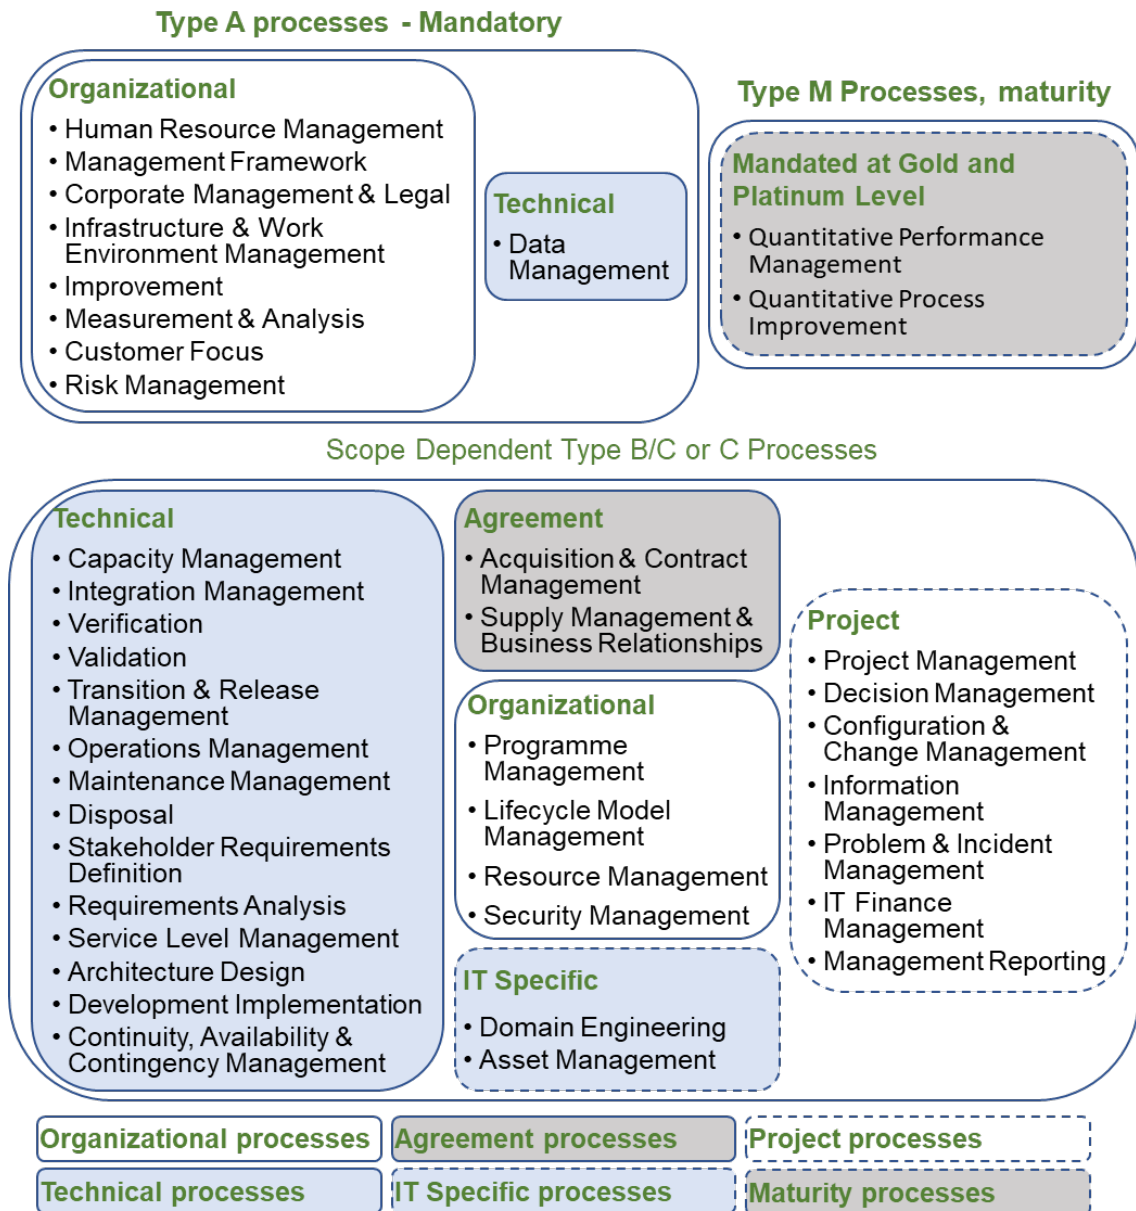 Type A processes - Mandatory
Organizational
• Human Resource Management
• Management Framework
• Corporate Management & Legal
• Infrastructure & Work
Environment Management
• Improvement
• Measurement & Analysis
• Customer Focus
• Risk Management
Technical
• Data
Management
Type M Processes, maturity
Mandated at Gold and
Platinum Level
• Quantitative Performance
Management
• Quantitative Process
Improvement
Scope Dependent Type B/C or C Processes
Technical
• Capacity Management
• Integration Management
• Verification
• Validation
• Transition & Release
Management
• Operations Management
• Maintenance Management
• Disposal
• Stakeholder Requirements
Definition
• Requirements Analysis
• Service Level Management
• Architecture Design
• Development Implementation
• Continuity, Availability &
Contingency Management
Agreement
• Acquisition & Contract
Management
• Supply Management &
Business Relationships
Organizational
• Programme
Management
• Lifecycle Model
Management
• Resource Management
• Security Management
IT Specific
• Domain Engineering
• Asset Management
Project
• Project Management
• Decision Management
• Configuration &
Change Management
• Information
Management
• Problem & Incident
Management
• IT Finance
Management
• Management Reporting
Organizational processes
Agreement processes
Project processes
Technical processes
IT Specific processes
Maturity processes